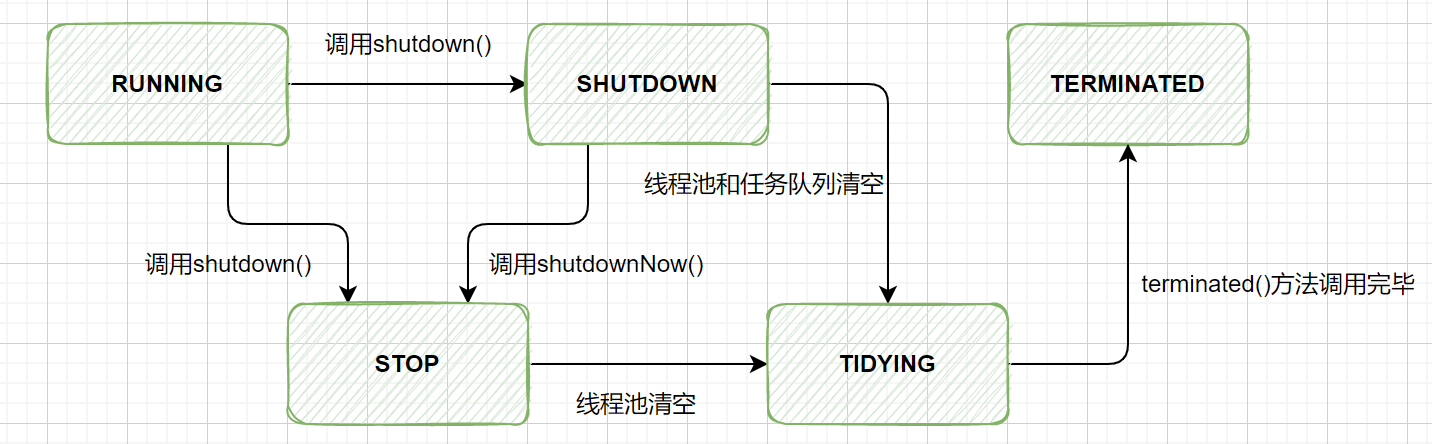 调用shutdown()
RUNNING
SHUTDOWN
TERMINATED
线程池和任务队列清空
调用shutdown()
调用shutdownNow()
terminated()方法调用完毕
STOP
TIDYING
线程池清空